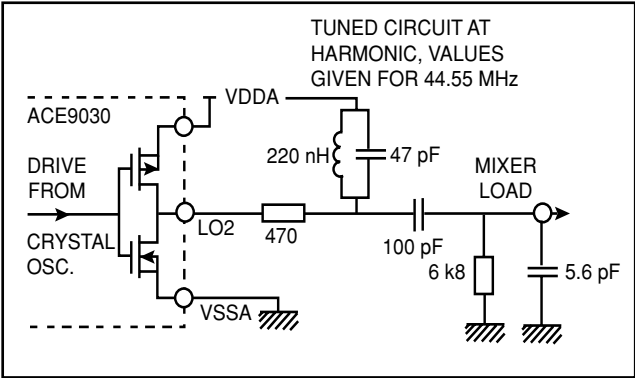 TUNED CIRCUIT AT
HARMONIC, VALUES
GIVEN FOR 44.55 MHz
VDDA
ACE9030
220 nH
47 pF
DRIVE
FROM
MIXER
LOAD
LO2
470
100 pF
CRYSTAL
OSC.
6 k8
5.6 pF
VSSA